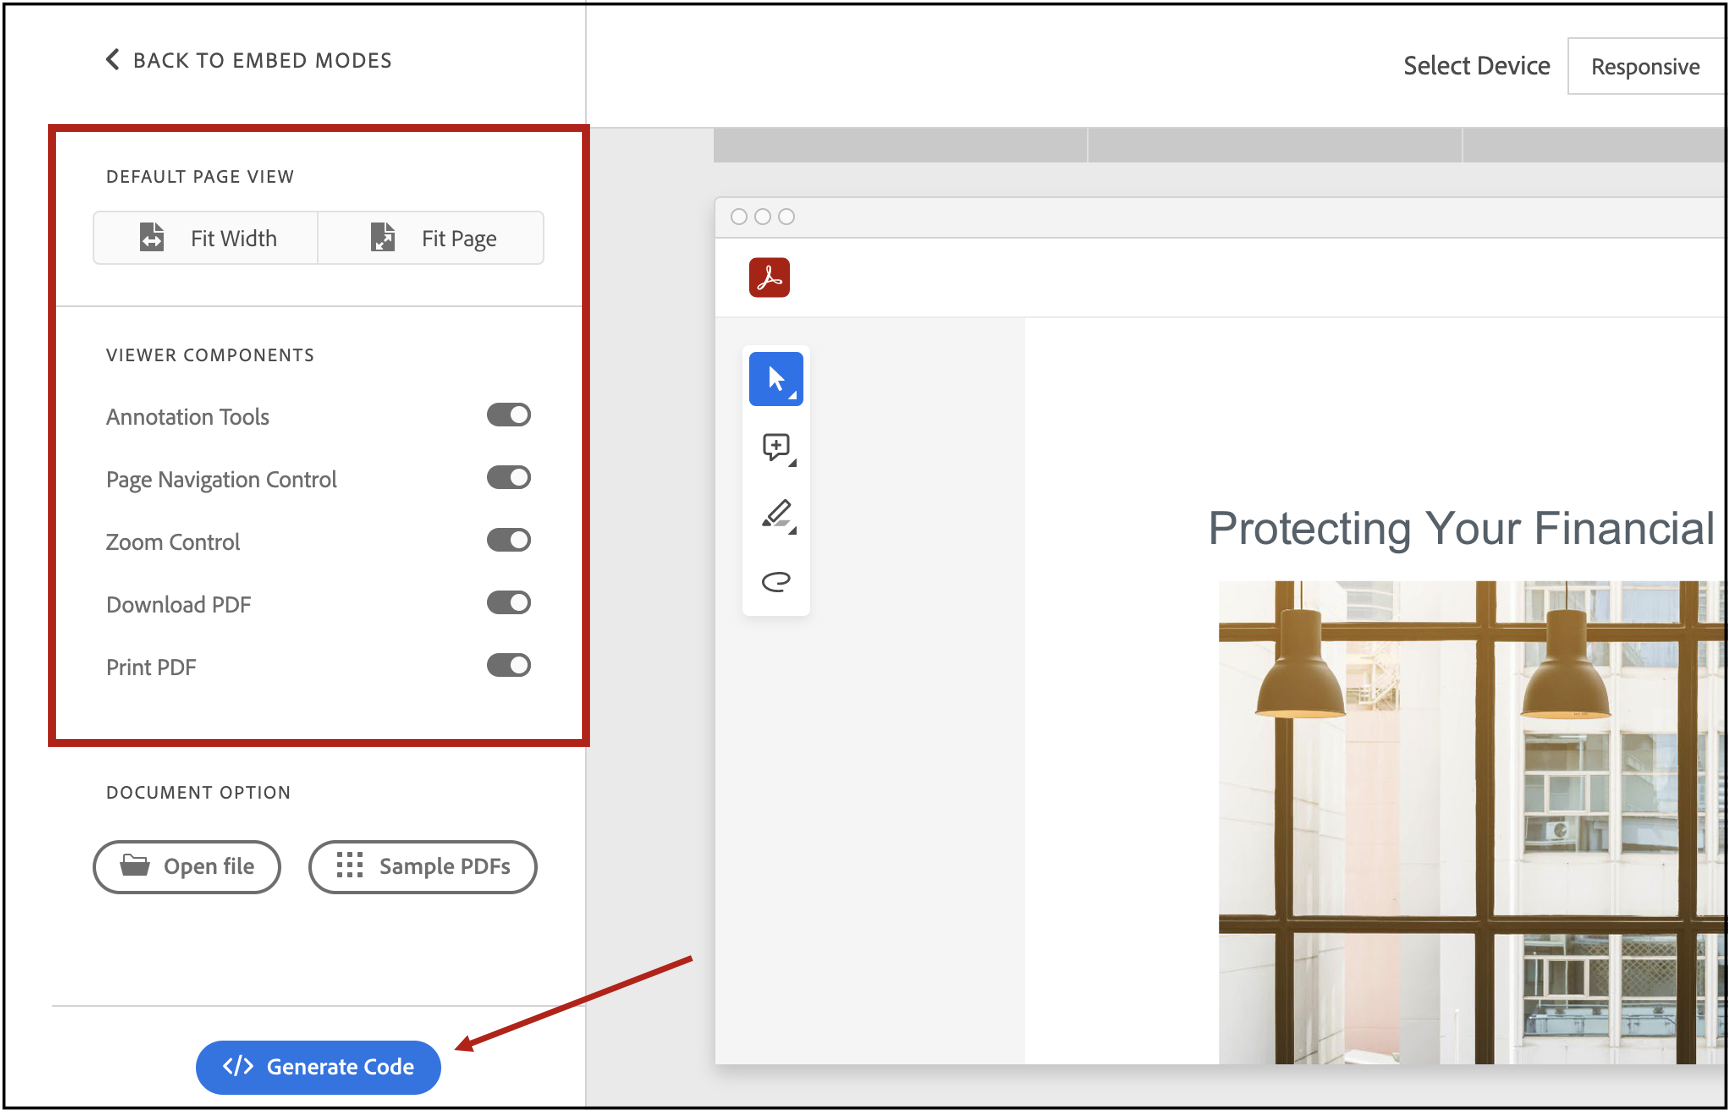 BACK TO EMBED MODES
Select Device
Responsive
DEFAULT PAGE VIEW
Fit Width
Fit Page
VIEWER COMPONENTS
Annotation Tools
Page Navigation Control
Zoom Control
Download PDF
Print PDF
DOCUMENT OPTION
Open file
Sample PDFs
</> Generate Code
Protecting Your Financial